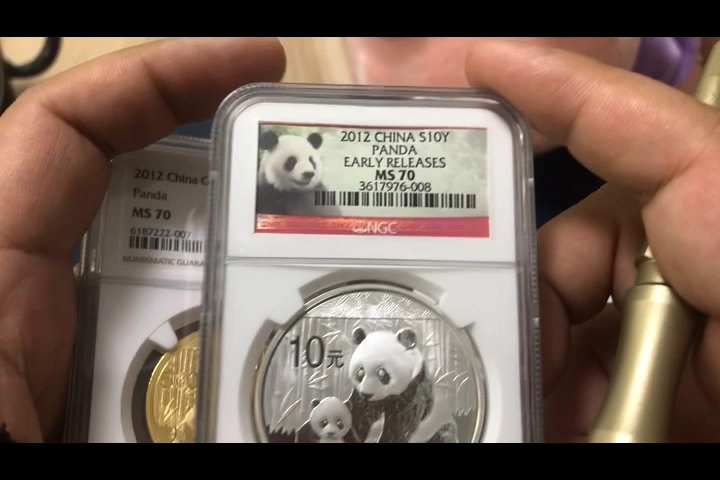 2012 CHINA S10Y
PANDA
EARLY RELEASES
MS 70
3617976-008
NGC
10元
2012 China G
Panda
MS 70
6187222-007
NUMISMATIC GUARA